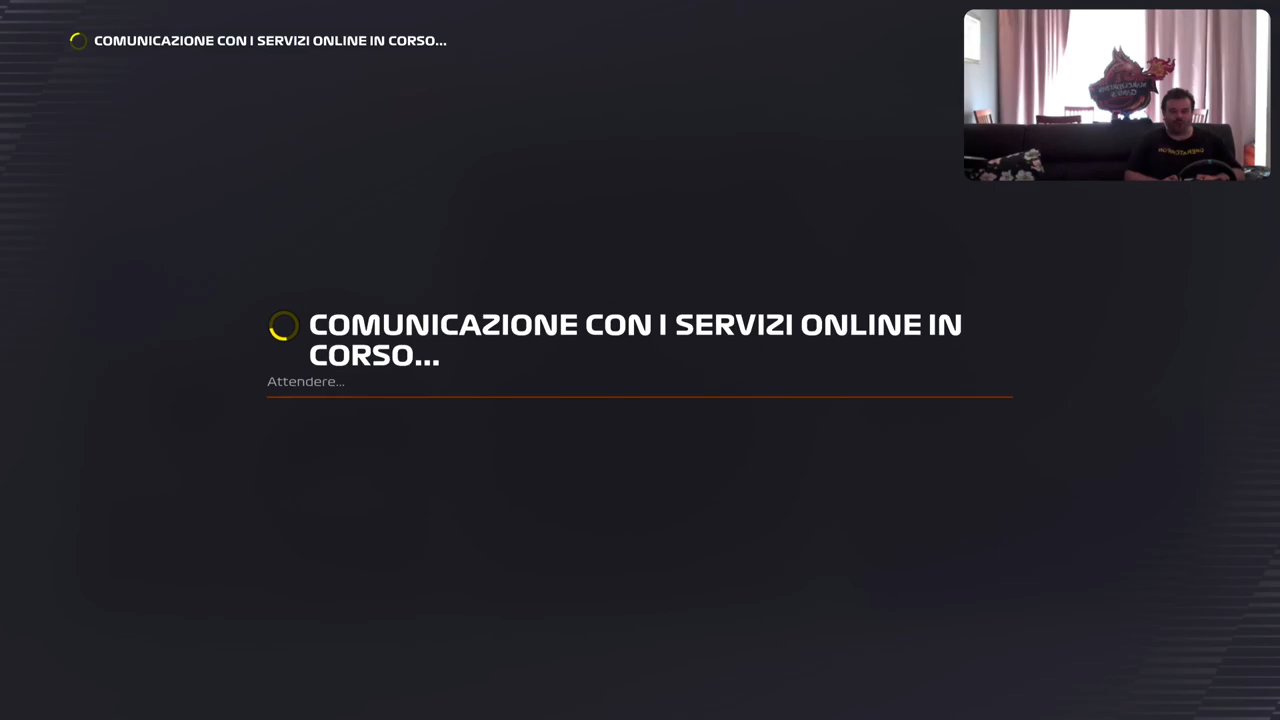 COMUNICAZIONE CON I SERVIZI ONLINE IN CORSO...
COMUNICAZIONE CON I SERVIZI ONLINE IN
CORSO...
Attendere...